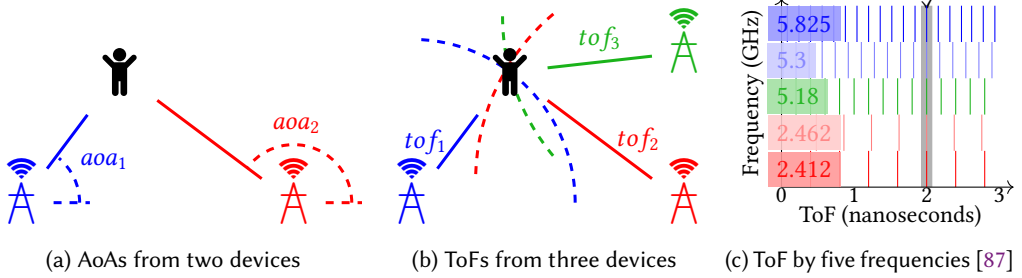 aoa1
aoa2
(a) AoAs from two devices
tof3
tof1
tof2
(b) ToFs from three devices
Frequency (GHz)
5.825
5.3
5.18
2.462
2.412
0 1 2 3
ToF (nanoseconds)
(c) ToF by five frequencies [87]